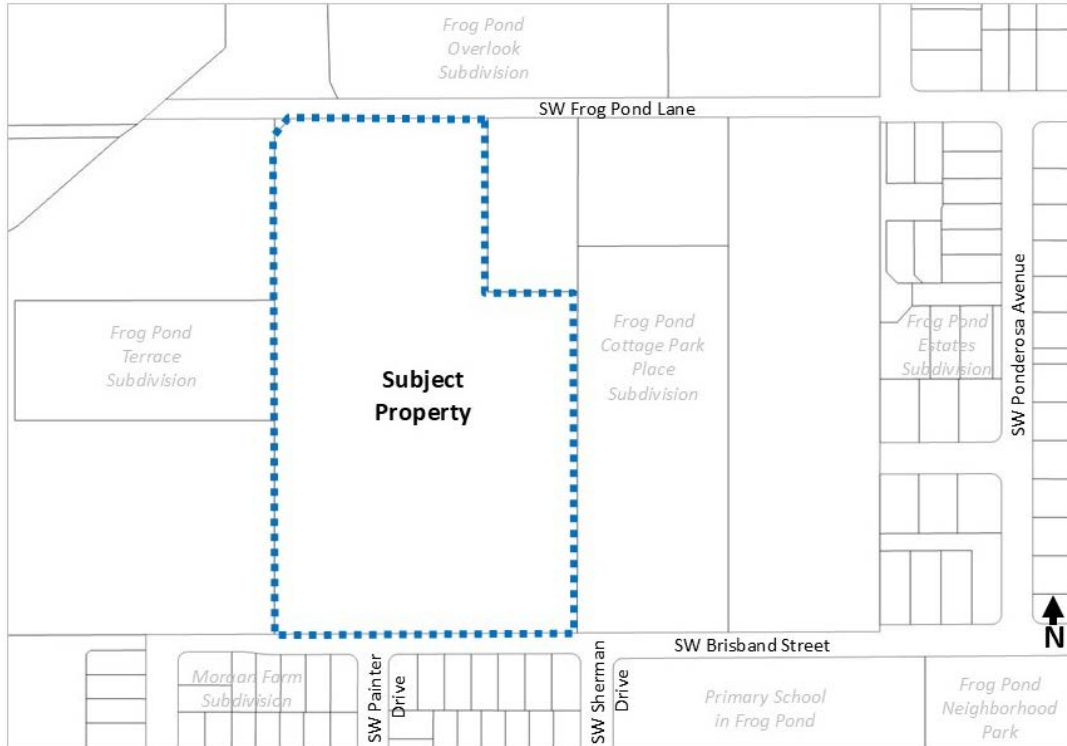 Frog Pond
Overlook
Subdivision
SW Frog Pond Lane
Frog Pond
Terrace
Subdivision
Subject
Property
Frog Pond
Cottage Park
Place
Subdivision
Frog Pond
Estates
Subdivision
SW Ponderosa Avenue
N
SW Brisband Street
Morgan Farm
Subdivision
SW Painter
Drive
SW Sherman
Drive
Primary School
in Frog Pond
Frog Pond
Neighborhood
Park